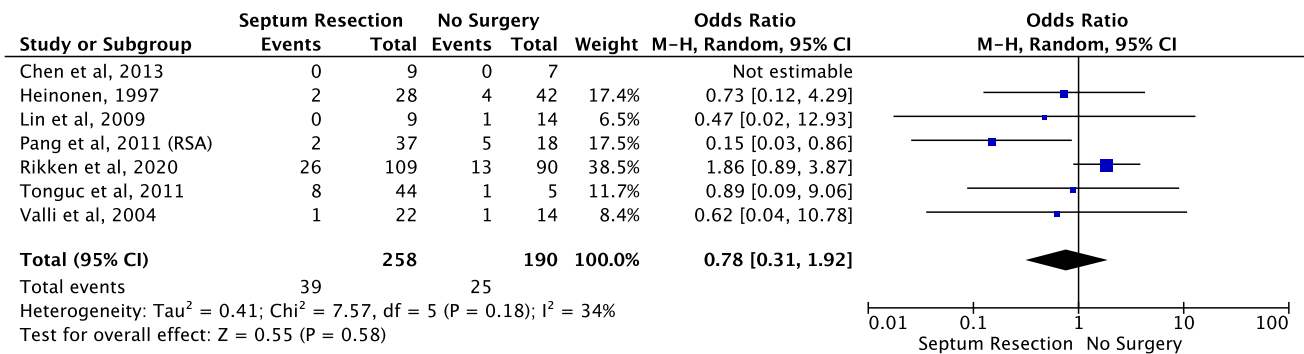 Septum Resection No Surgery Odds Ratio Odds Ratio
Study or Subgroup Events Total Events Total Weight M-H, Random, 95% CI M-H, Random, 95% CI
Chen et al, 2013 0 9 0 7 Not estimable
Heinonen, 1997 2 28 4 42 17.4% 0.73 [0.12, 4.29]
Lin et al, 2009 0 9 1 14 6.5% 0.47 [0.02, 12.93]
Pang et al, 2011 (RSA) 2 37 5 18 17.5% 0.15 [0.03, 0.86]
Rikken et al, 2020 26 109 13 90 38.5% 1.86 [0.89, 3.87]
Tonguc et al, 2011 8 44 1 5 11.7% 0.89 [0.09, 9.06]
Valli et al, 2004 1 22 1 14 8.4% 0.62 [0.04, 10.78]
Total (95% CI) 258 190 100.0% 0.78 [0.31, 1.92]
Total events 39 25
Heterogeneity: Tau² = 0.41; Chi² = 7.57, df = 5 (P = 0.18); I² = 34%
Test for overall effect: Z = 0.55 (P = 0.58)
0.01 0.1 1 10 100
Septum Resection No Surgery